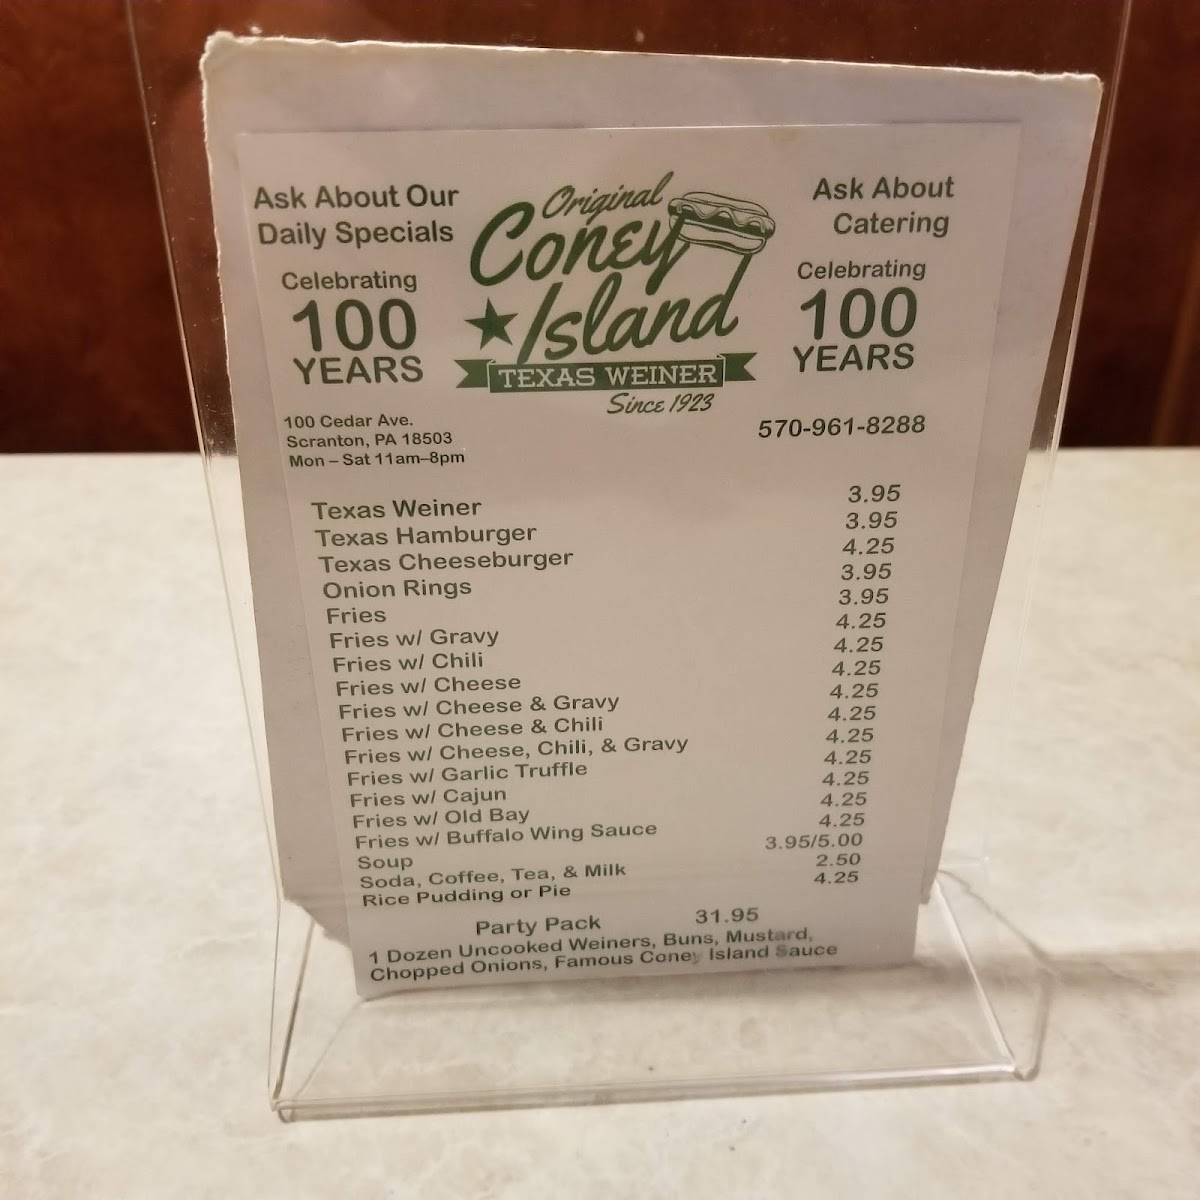 Ask About Our
Daily Specials
Celebrating
100
YEARS
Original
Coney
Island
TEXAS WEINER
Since 1923
Ask About
Catering
Celebrating
100
YEARS
100 Cedar Ave.
Scranton, PA 18503
Mon – Sat 11am–8pm
570-961-8288
Texas Weiner 3.95
Texas Hamburger 3.95
Texas Cheeseburger 4.25
Onion Rings 3.95
Fries 3.95
Fries w/ Gravy 4.25
Fries w/ Chili 4.25
Fries w/ Cheese 4.25
Fries w/ Cheese & Gravy 4.25
Fries w/ Cheese & Chili 4.25
Fries w/ Cheese, Chili, & Gravy 4.25
Fries w/ Garlic Truffle 4.25
Fries w/ Cajun 4.25
Fries w/ Old Bay 4.25
Fries w/ Buffalo Wing Sauce 4.25
Soup 3.95/5.00
Soda, Coffee, Tea, & Milk 2.50
Rice Pudding or Pie 4.25
Party Pack 31.95
1 Dozen Uncooked Weiners, Buns, Mustard,
Chopped Onions, Famous Coney Island Sauce